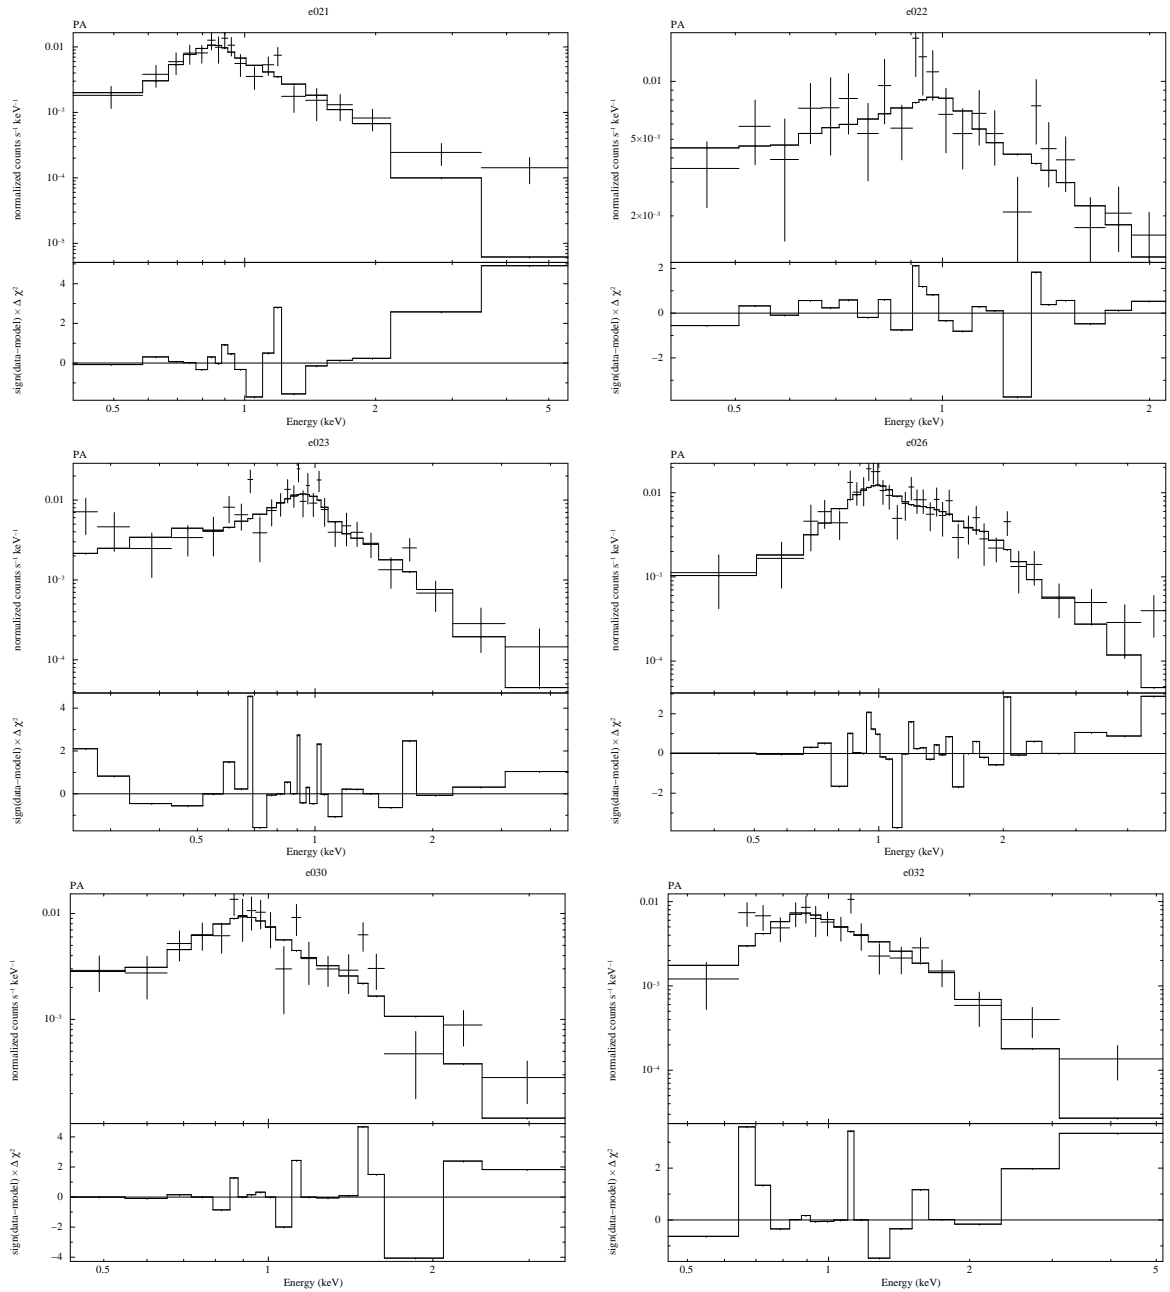 e021
PA
0.01
10⁻³
10⁻⁴
10⁻⁵
normalized counts s⁻¹ keV⁻¹
4
2
0
sign(data−model) × Δ χ²
0.5 1 2 5
Energy (keV)
e022
PA
0.01
5×10⁻³
2×10⁻³
normalized counts s⁻¹ keV⁻¹
2
0
−2
sign(data−model) × Δ χ²
0.5 1 2
Energy (keV)
e023
PA
0.01
10⁻³
10⁻⁴
normalized counts s⁻¹ keV⁻¹
4
2
0
sign(data−model) × Δ χ²
0.5 1 2
Energy (keV)
e026
PA
0.01
10⁻³
10⁻⁴
normalized counts s⁻¹ keV⁻¹
2
0
−2
sign(data−model) × Δ χ²
0.5 1 2
Energy (keV)
e030
PA
0.01
10⁻³
normalized counts s⁻¹ keV⁻¹
4
2
0
−2
−4
sign(data−model) × Δ χ²
0.5 1 2
Energy (keV)
e032
PA
0.01
10⁻³
10⁻⁴
normalized counts s⁻¹ keV⁻¹
2
0
sign(data−model) × Δ χ²
0.5 1 2 5
Energy (keV)